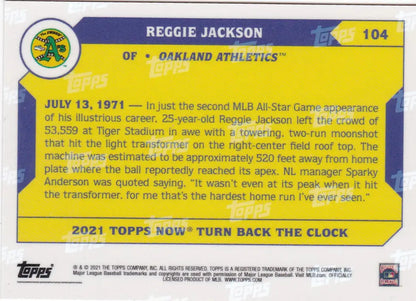 REGGIE JACKSON
104
OF • OAKLAND ATHLETICS™
JULY 13, 1971 — In just the second MLB All-Star Game appearance
of his illustrious career, 25-year-old Reggie Jackson left the crowd of
53,559 at Tiger Stadium in awe with a towering, two-run moonshot
that hit the light transformer on the right-center field roof top. The
machine was estimated to be approximately 520 feet away from home
plate where the ball reportedly reached its apex. NL manager Sparky
Anderson was quoted saying, "It wasn't even at its peak when it hit
the transformer. for me that's the hardest home run I've ever seen."
2021 TOPPS NOW® TURN BACK THE CLOCK
Topps
® & © 2021 THE TOPPS COMPANY, INC. ALL RIGHTS RESERVED. TOPPS IS A REGISTERED TRADEMARK OF THE TOPPS COMPANY, INC.
Major League Baseball trademarks and copyrights are used with permission of Major League Baseball. Visit MLB.com. OFFICIALLY
LICENSED PRODUCT OF MLB. WWW.TOPPS.COM